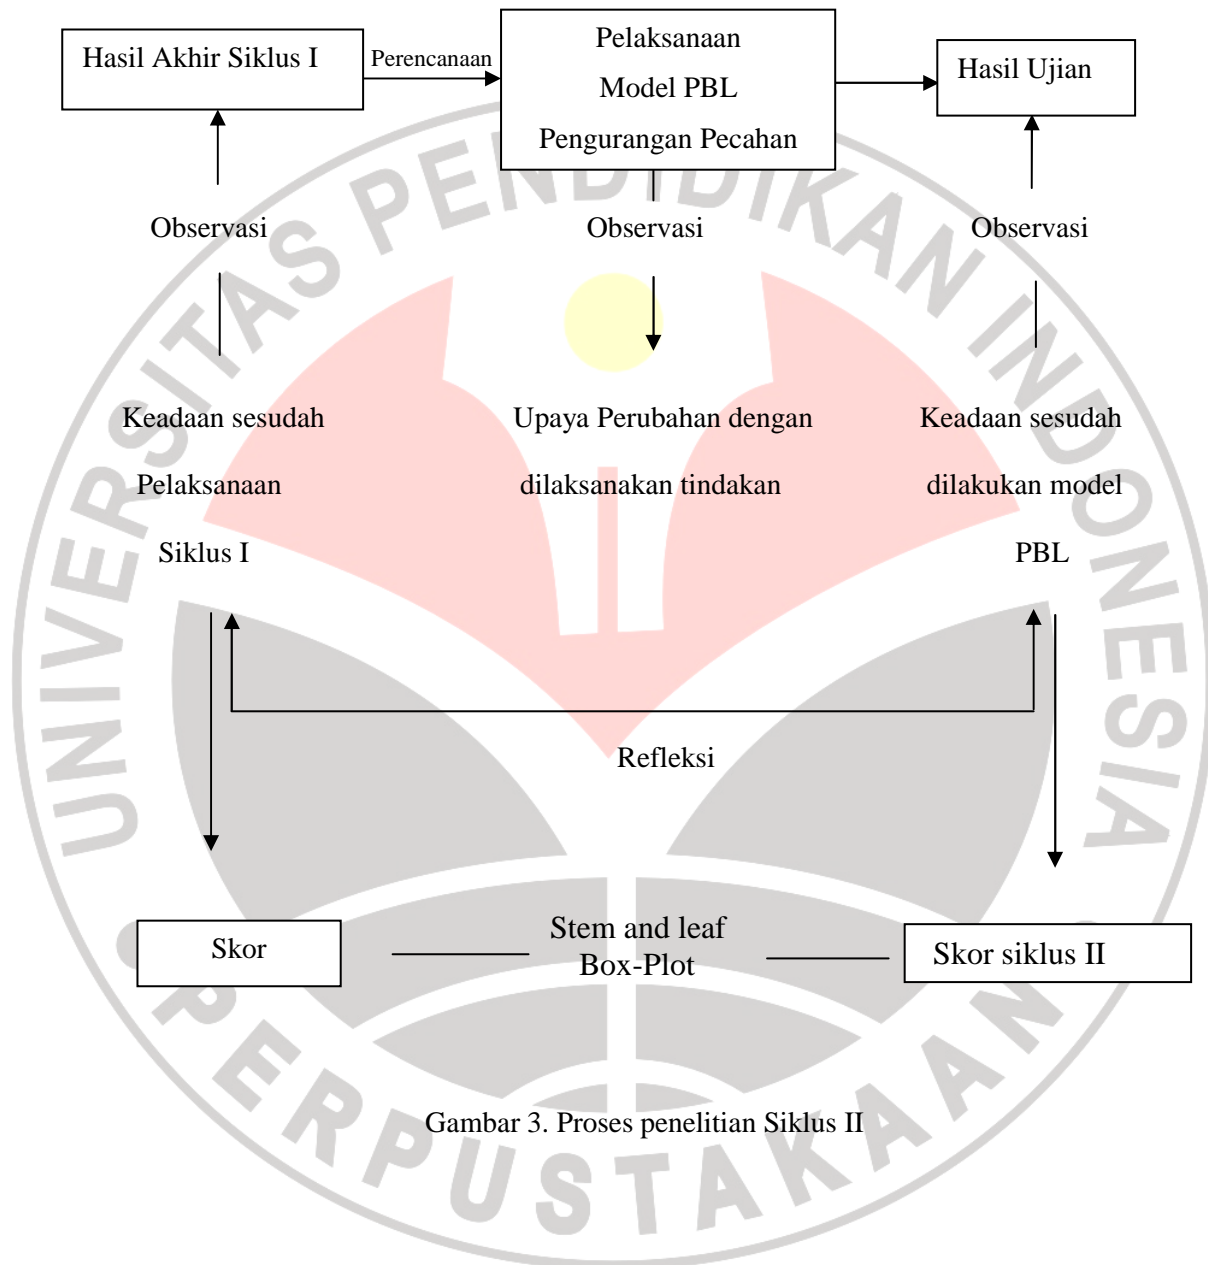 Hasil Akhir Siklus I
Perencanaan
Pelaksanaan
Model PBL
Pengurangan Pecahan
Hasil Ujian
Observasi
Observasi
Observasi
Keadaan sesudah
Pelaksanaan
Siklus I
Upaya Perubahan dengan
dilaksanakan tindakan
Keadaan sesudah
dilakukan model
PBL
Refleksi
Skor
Stem and leaf
Box-Plot
Skor siklus II
Gambar 3. Proses penelitian Siklus II
UNIVERSITAS PENDIDIKAN INDONESIA
PERPUSTAKAAN